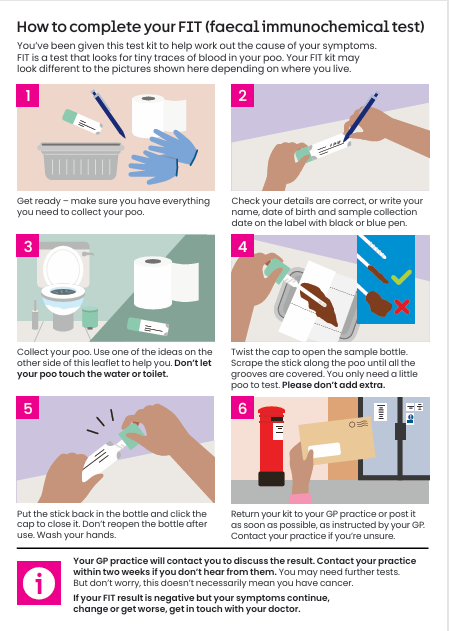 How to complete your FIT (faecal immunochemical test)
You've been given this test kit to help work out the cause of your symptoms.
FIT is a test that looks for tiny traces of blood in your poo. Your FIT kit may
look different to the pictures shown here depending on where you live.
1
2
Get ready – make sure you have everything
you need to collect your poo.
Check your details are correct, or write your
name, date of birth and sample collection
date on the label with black or blue pen.
3
4
Collect your poo. Use one of the ideas on the
other side of this leaflet to help you. Don't let
your poo touch the water or toilet.
Twist the cap to open the sample bottle.
Scrape the stick along the poo until all the
grooves are covered. You only need a little
poo to test. Please don't add extra.
5
6
Put the stick back in the bottle and click the
cap to close it. Don't reopen the bottle after
use. Wash your hands.
Return your kit to your GP practice or post it
as soon as possible, as instructed by your GP.
Contact your practice if you're unsure.
i
Your GP practice will contact you to discuss the result. Contact your practice
within two weeks if you don't hear from them. You may need further tests.
But don't worry, this doesn't necessarily mean you have cancer.
If your FIT result is negative but your symptoms continue,
change or get worse, get in touch with your doctor.